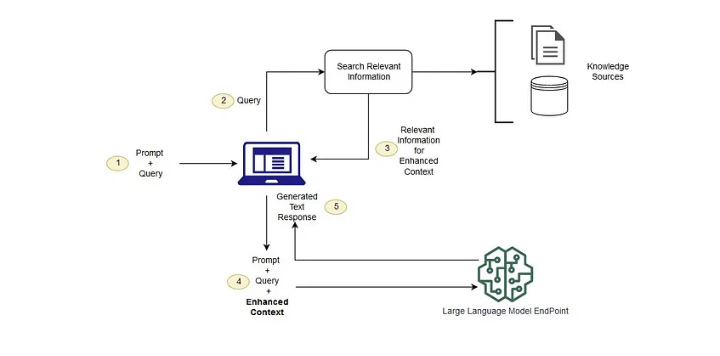 Search Relevant
Information
Knowledge
Sources
2 Query
Relevant
3 Information
for
Enhanced
Context
1 Prompt
+
Query
Generated
Text
Response
5
4 Prompt
+
Query
+
Enhanced
Context
Large Language Model EndPoint